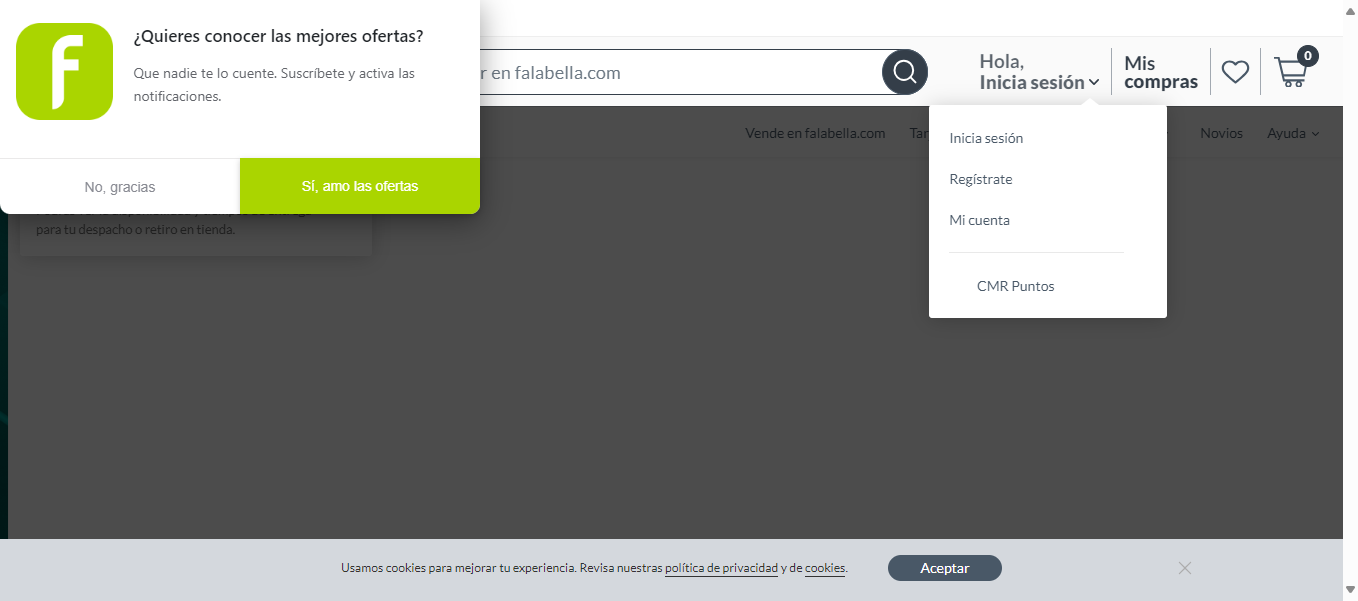 ¿Quieres conocer las mejores ofertas?
Que nadie te lo cuente. Suscríbete y activa las
notificaciones.
No, gracias
Sí, amo las ofertas
en falabella.com
Hola,
Inicia sesión
Mis
compras
0
Vende en falabella.com
Novios
Ayuda
Inicia sesión
Regístrate
Mi cuenta
CMR Puntos
para tu despacho o retiro en tienda.
Usamos cookies para mejorar tu experiencia. Revisa nuestras política de privacidad y de cookies.
Aceptar